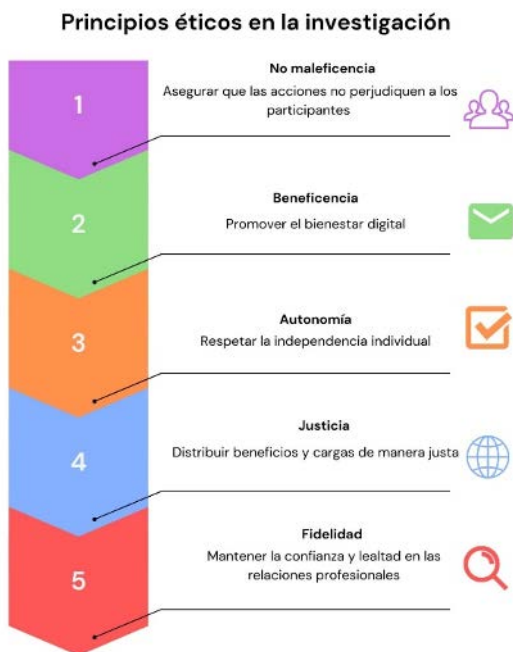 Principios éticos en la investigación
1
No maleficencia
Asegurar que las acciones no perjudiquen a los
participantes
2
Beneficencia
Promover el bienestar digital
3
Autonomía
Respetar la independencia individual
4
Justicia
Distribuir beneficios y cargas de manera justa
5
Fidelidad
Mantener la confianza y lealtad en las
relaciones profesionales